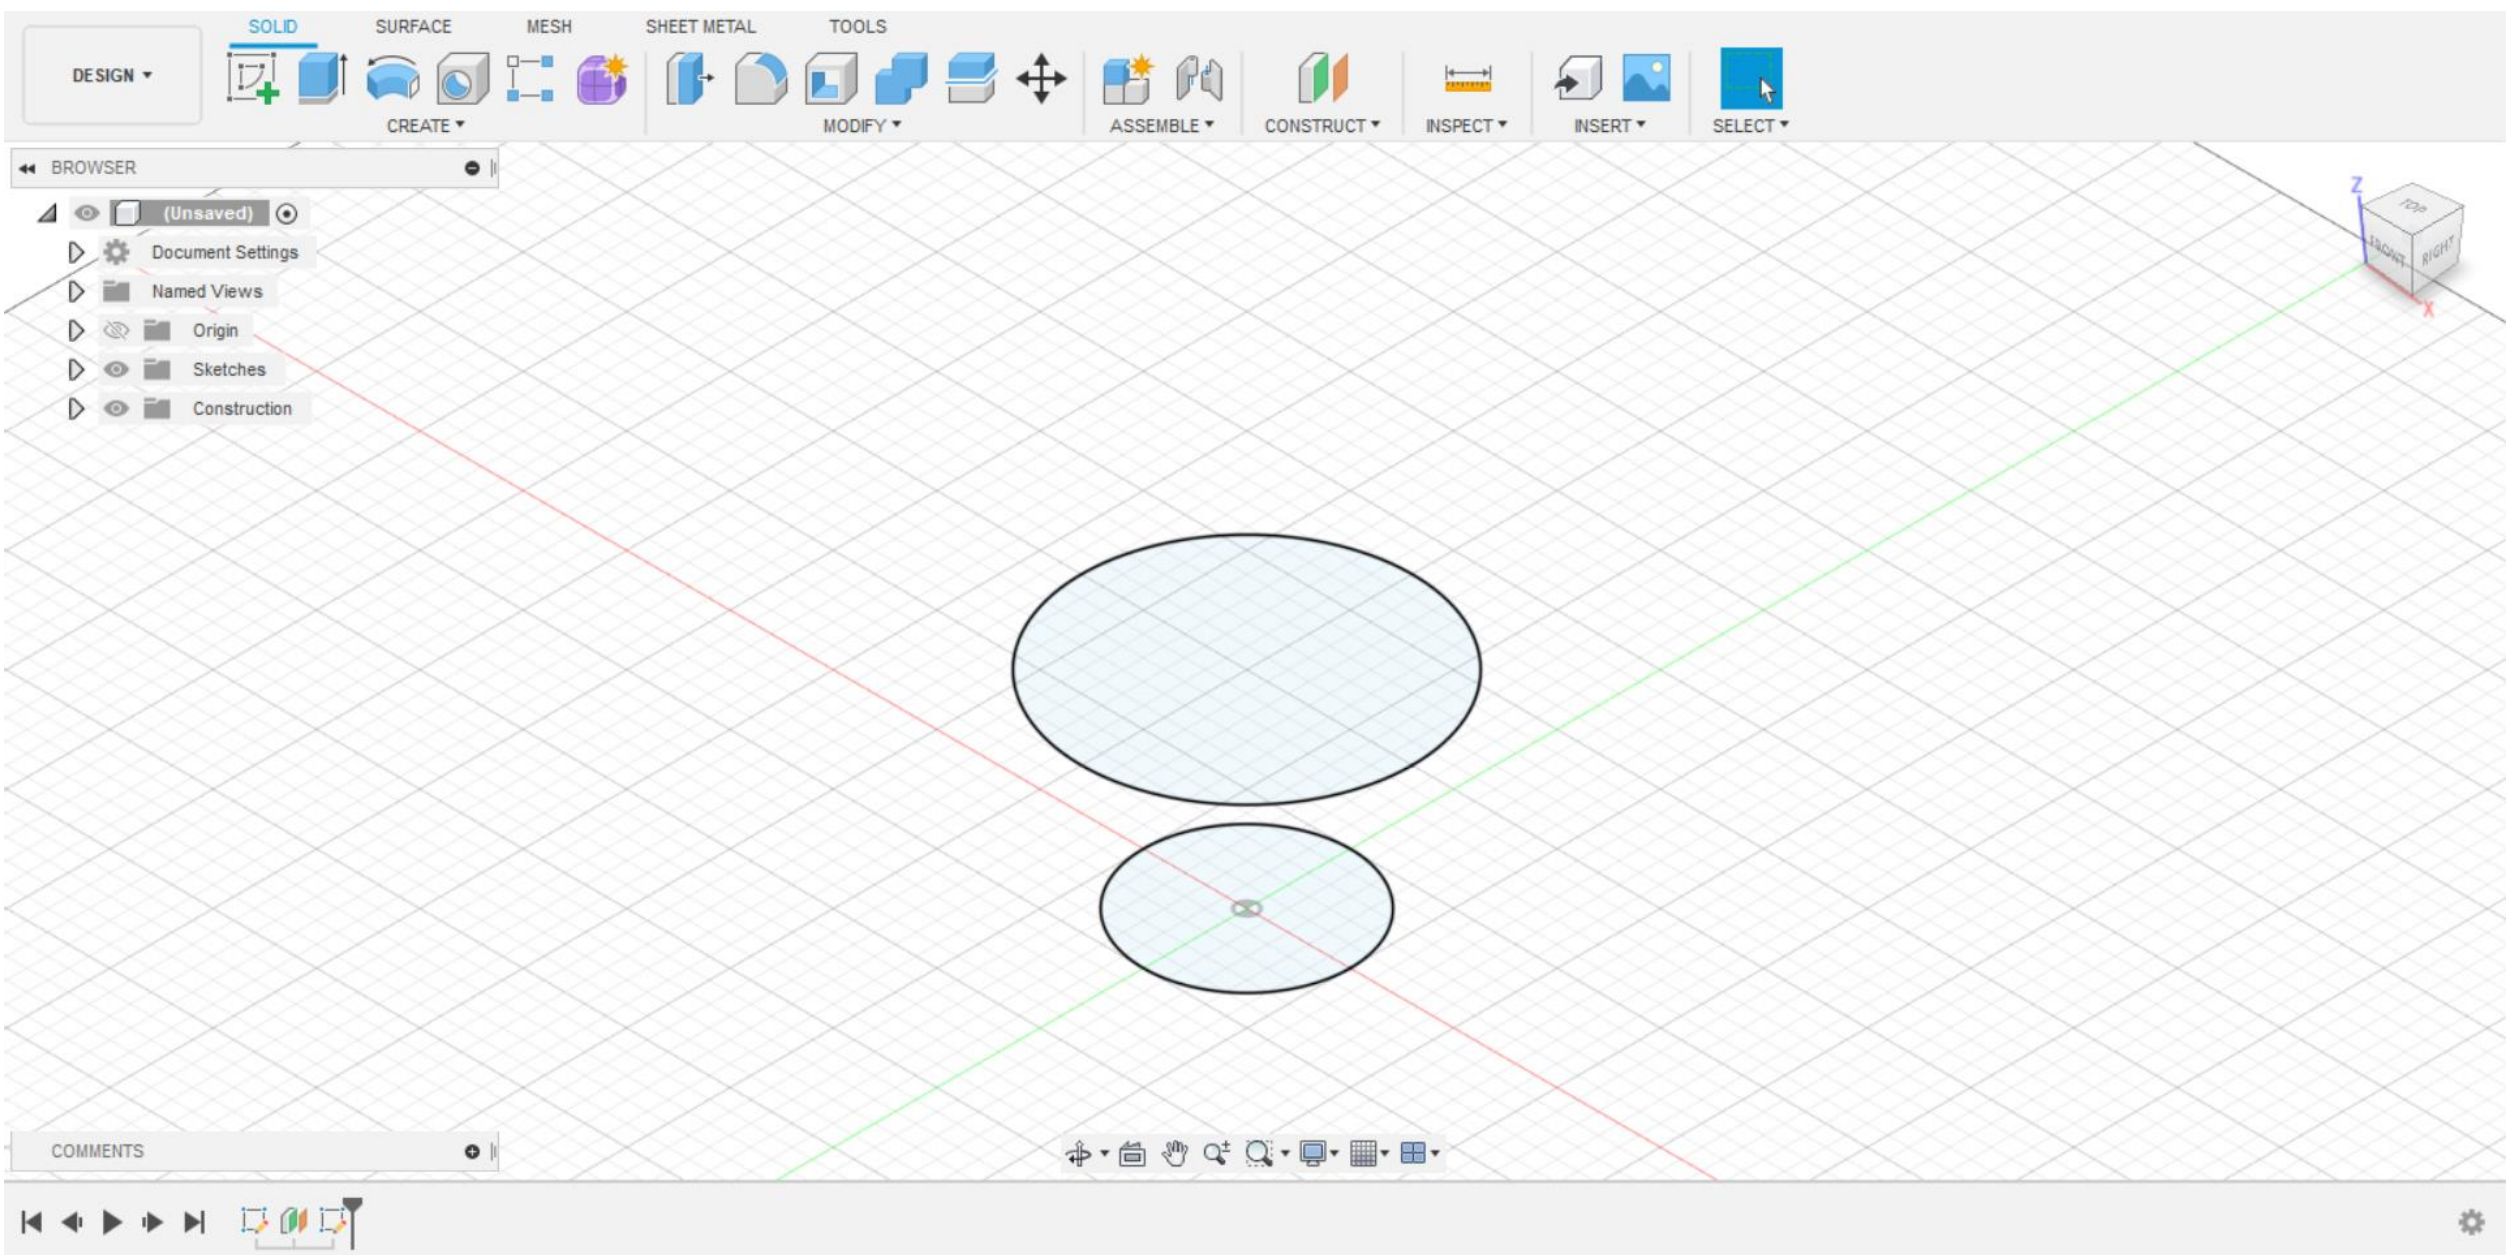 SOLID SURFACE MESH SHEET METAL TOOLS
DESIGN
CREATE MODIFY ASSEMBLE CONSTRUCT INSPECT INSERT SELECT
BROWSER
(Unsaved)
Document Settings
Named Views
Origin
Sketches
Construction
Z
TOP
FRONT RIGHT
X
COMMENTS